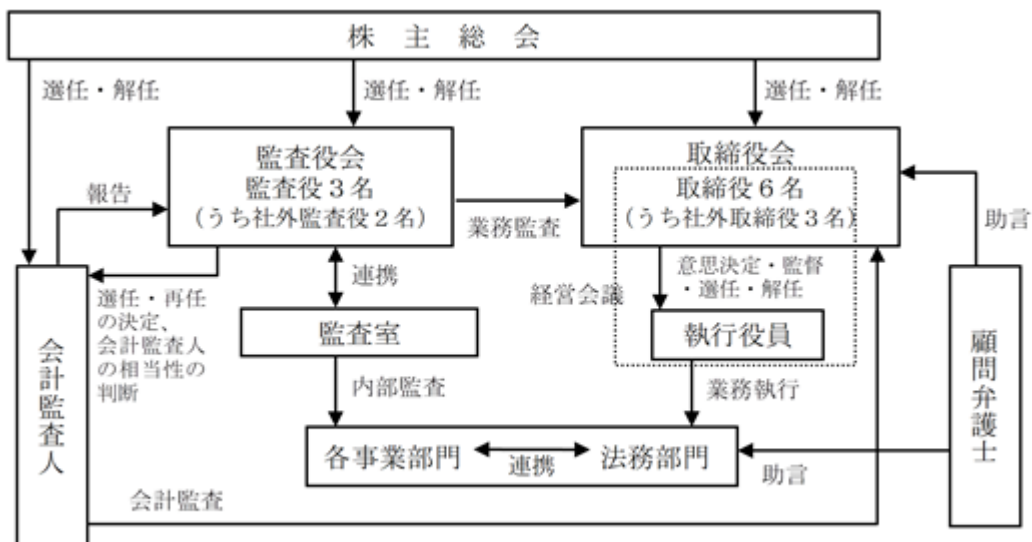 株 主 総 会
選任・解任
選任・解任
選任・解任
監査役会
監査役3名
(うち社外監査役2名)
取締役会
取締役6名
(うち社外取締役3名)
報告
業務監査
助言
連携
意思決定・監督
・選任・解任
経営会議
選任・再任
の決定、
会計監査人
の相当性の
判断
監査室
執行役員
会計監査人
顧問弁護士
内部監査
業務執行
各事業部門
連携
法務部門
助言
会計監査